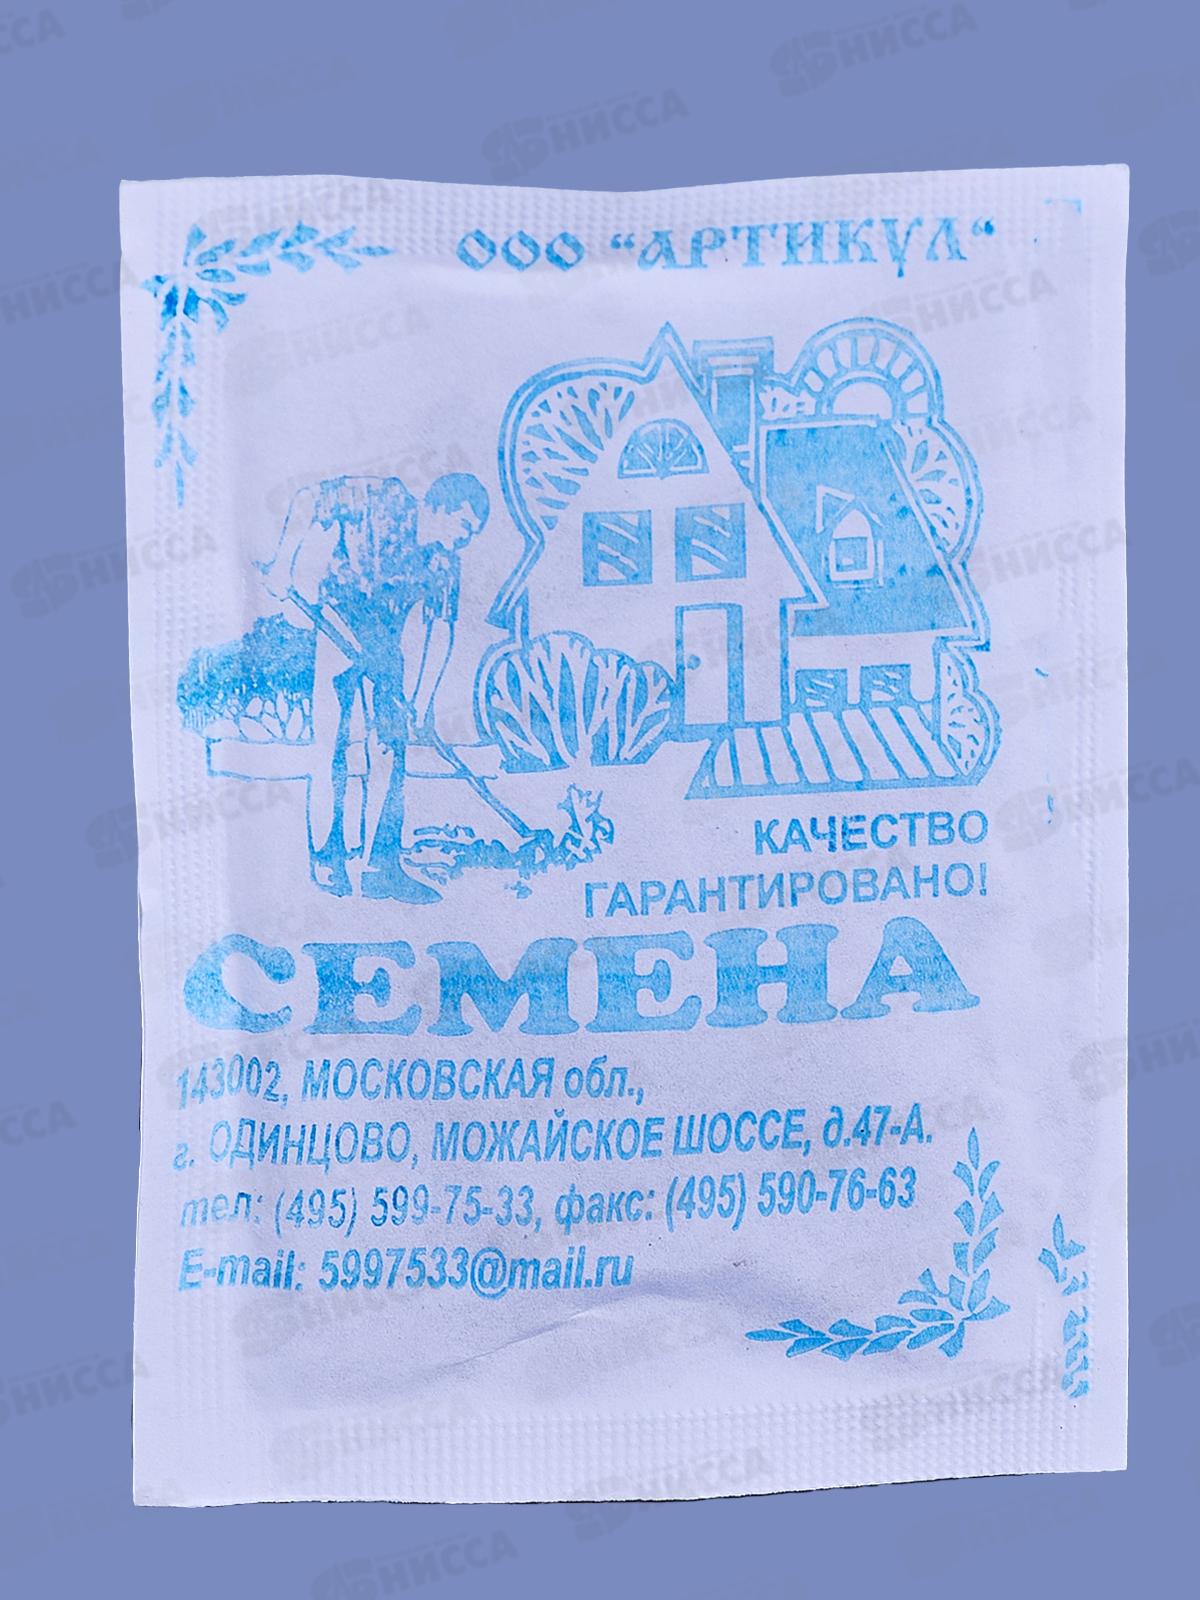 ООО "АРТИКУЛ"
КАЧЕСТВО
ГАРАНТИРОВАНО!
СЕМЕНА
143002, МОСКОВСКАЯ обл.,
г. ОДИНЦОВО, МОЖАЙСКОЕ ШОССЕ, д.47-А.
тел: (495) 599-75-33, факс: (495) 590-76-63
E-mail: 5997533@mail.ru